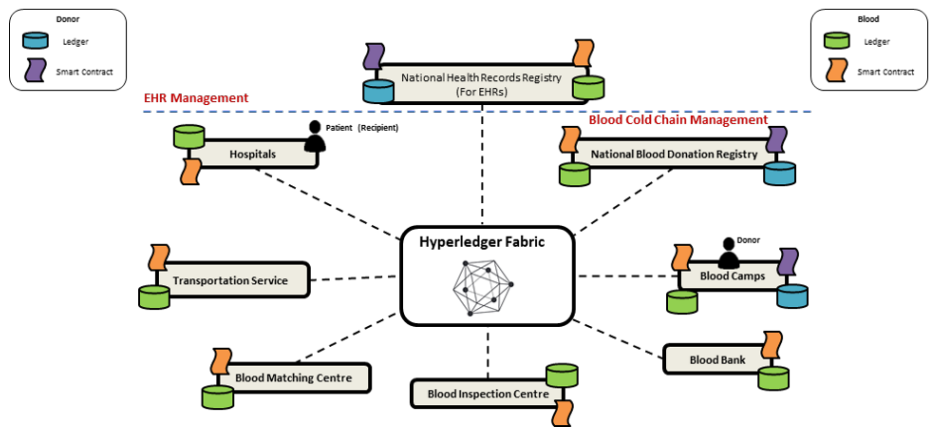 Donor
Ledger
Smart Contract
Blood
Ledger
Smart Contract
National Health Records Registry
(For EHRs)
EHR Management
Blood Cold Chain Management
Patient (Recipient)
Hospitals
National Blood Donation Registry
Hyperledger Fabric
Donor
Transportation Service
Blood Camps
Blood Bank
Blood Matching Centre
Blood Inspection Centre